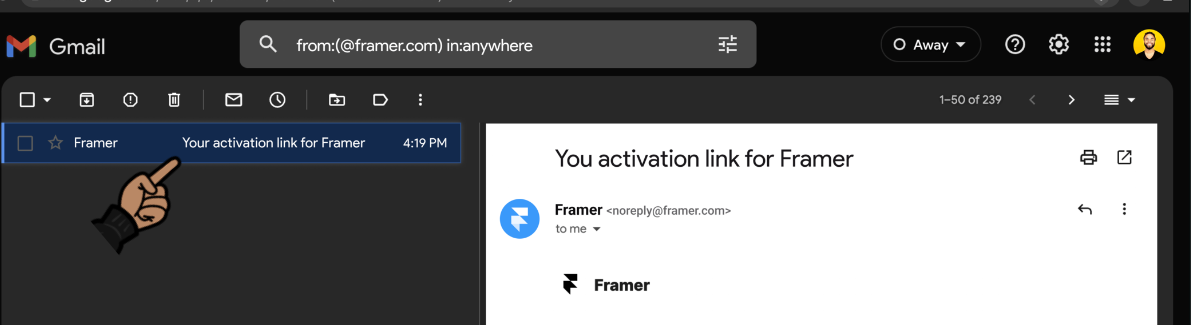 Gmail
from:(@framer.com) in:anywhere
Away
1–50 of 239
Framer Your activation link for Framer 4:19 PM
You activation link for Framer
Framer <noreply@framer.com>
to me
Framer